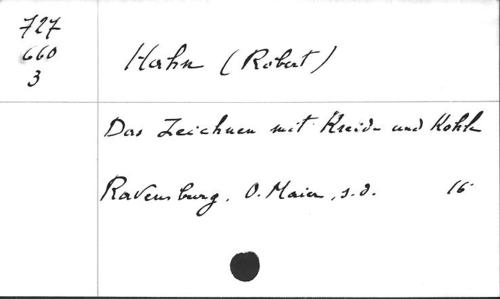 727
660
3
Hahn (Robert)
Das Zeichnen mit Kreide und Kohle
Ravensburg, O. Maier, s.d. 16